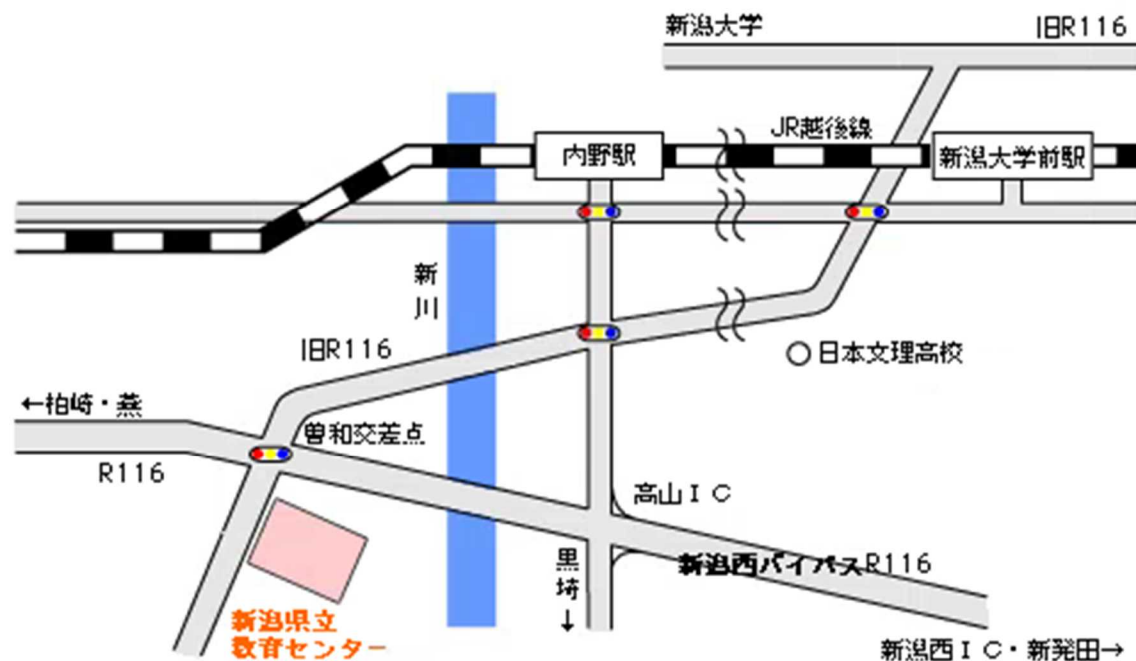 新潟大学
旧R116
JR越後線
内野駅
新潟大学前駅
新
川
旧R116
日本文理高校
←柏崎・燕
曽和交差点
R116
高山IC
新潟西バイパスR116
黒
埼
↓
新潟県立
教育センター
新潟西IC・新発田→